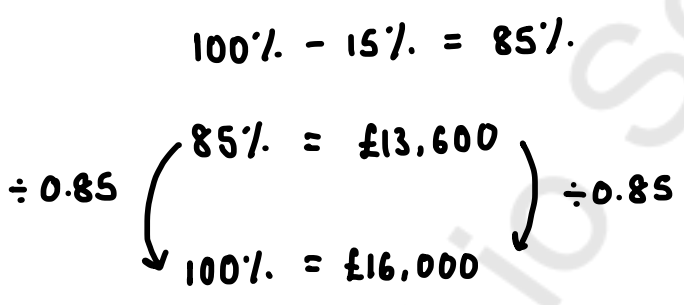 100% - 15% = 85%.
85% = £13,600
÷ 0.85
÷ 0.85
100% = £16,000